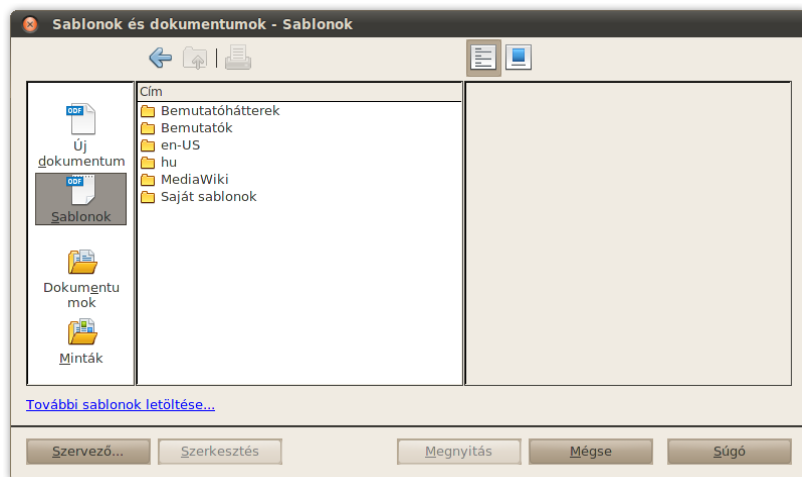 Sablonok és dokumentumok - Sablonok
Cím
Bemutatóhátterek
Bemutatók
en-US
hu
MediaWiki
Saját sablonok
ODF
Új
dokumentum
ODF
Sablonok
Dokumentu
mok
Minták
További sablonok letöltése...
Szervező...
Szerkesztés
Megnyitás
Mégse
Súgó